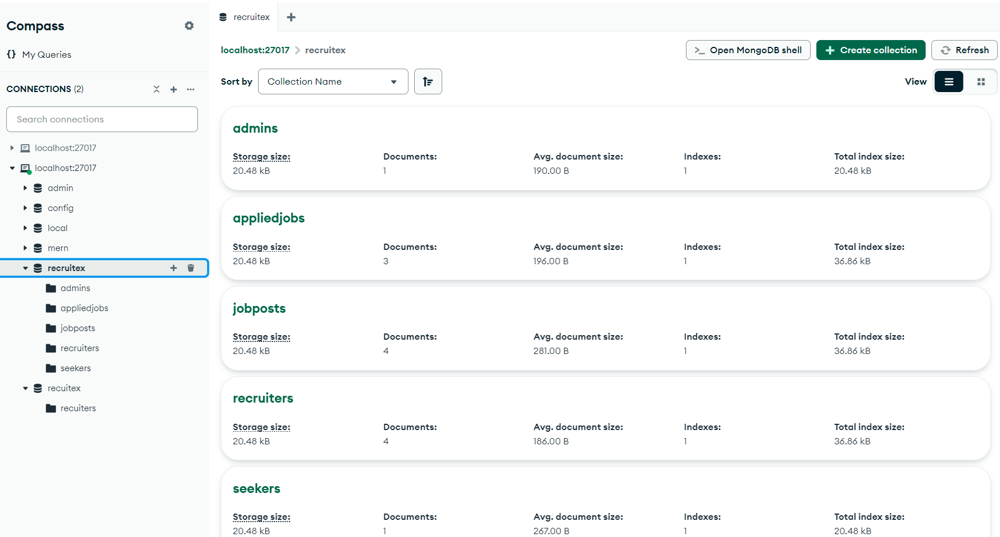 Compass
{} My Queries
CONNECTIONS (2)
Search connections
localhost:27017
localhost:27017
admin
config
local
mern
recruitex
admins
appliedjobs
jobposts
recruiters
seekers
recuitex
recuiters
recruitex
localhost:27017 > recruitex
>_ Open MongoDB shell
Create collection
Refresh
Sort by Collection Name
View
admins
Storage size: Documents: Avg. document size: Indexes: Total index size:
20.48 kB 1 190.00 B 1 20.48 kB
appliedjobs
Storage size: Documents: Avg. document size: Indexes: Total index size:
20.48 kB 3 196.00 B 1 36.86 kB
jobposts
Storage size: Documents: Avg. document size: Indexes: Total index size:
20.48 kB 4 281.00 B 1 36.86 kB
recruiters
Storage size: Documents: Avg. document size: Indexes: Total index size:
20.48 kB 4 186.00 B 1 36.86 kB
seekers
Storage size: Documents: Avg. document size: Indexes: Total index size:
20.48 kB 1 267.00 B 1 20.48 kB